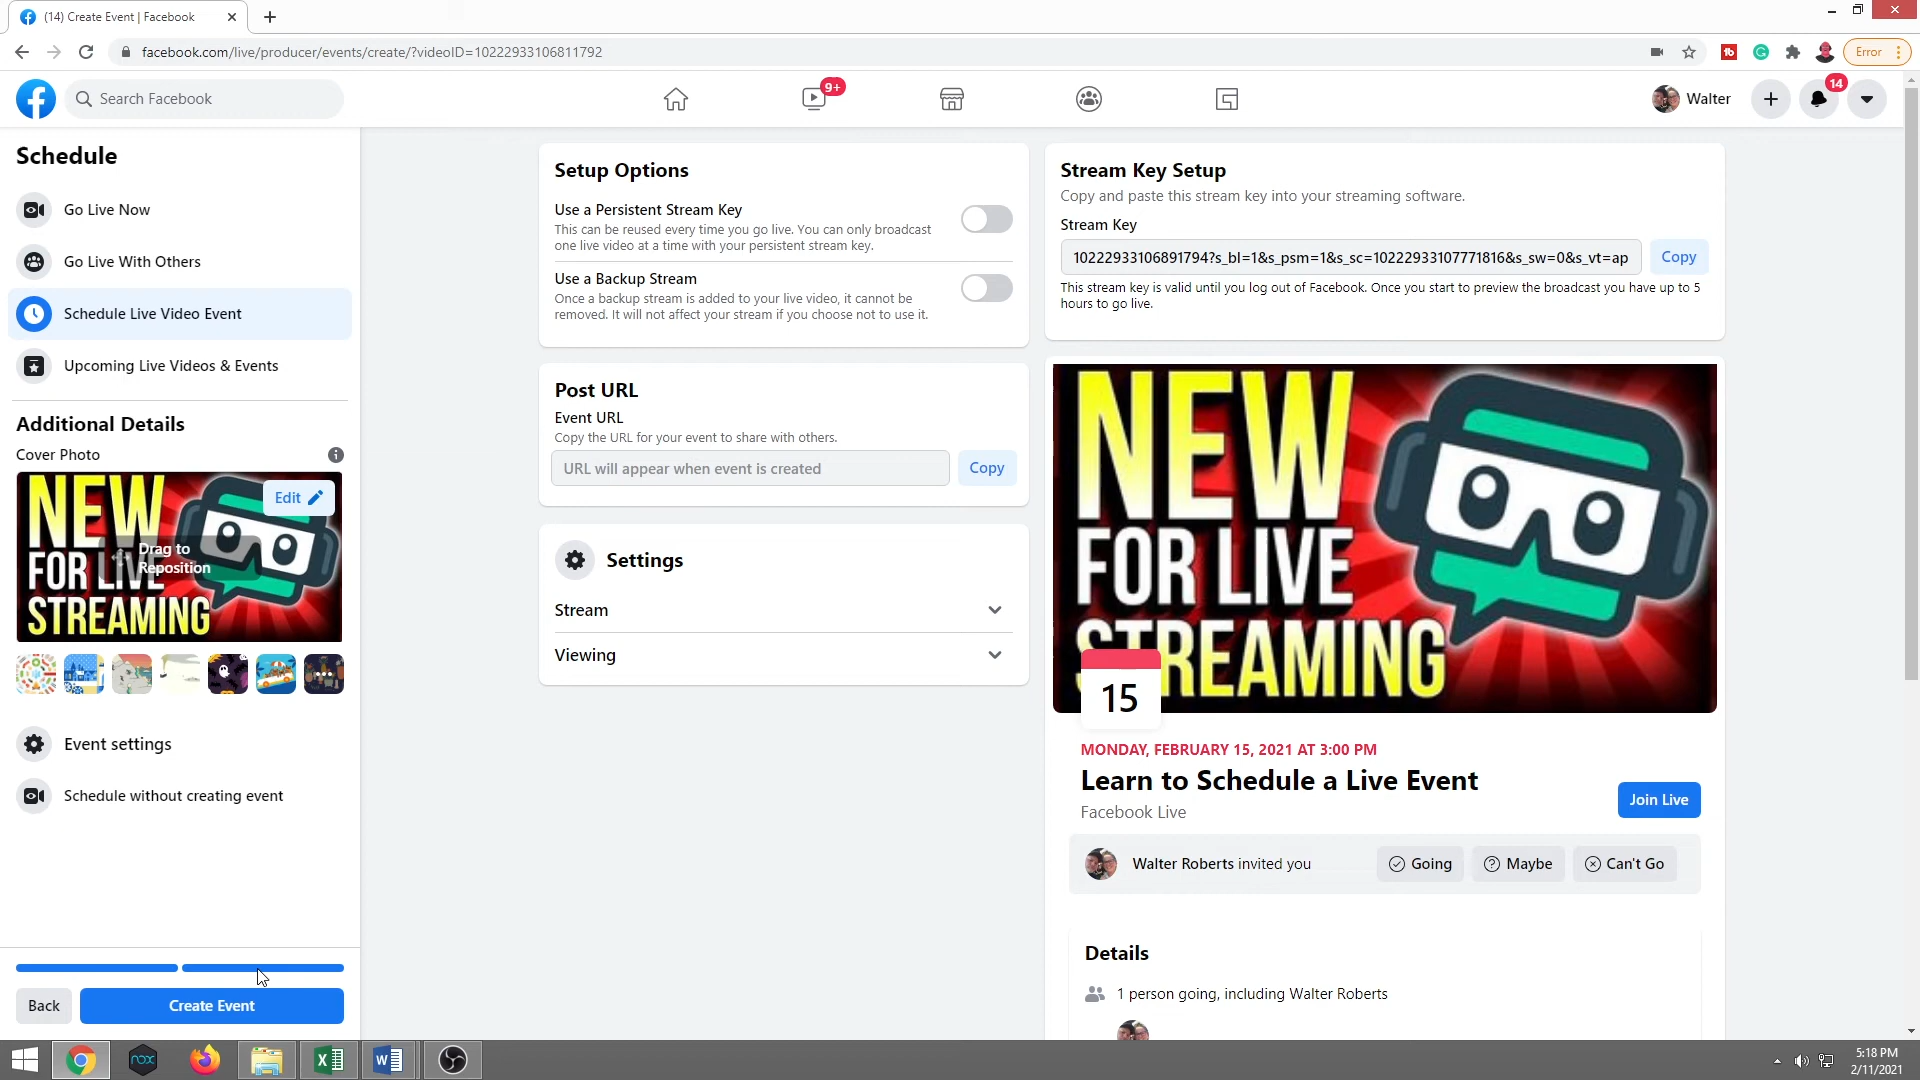 (14) Create Event | Facebook
facebook.com/live/producer/events/create/?videoID=10222933106811792
Error
Search Facebook
9+
Walter
14
Schedule
Go Live Now
Go Live With Others
Schedule Live Video Event
Upcoming Live Videos & Events
Additional Details
Cover Photo
Edit
NEW
FOR LIVE
STREAMING
Drag to
Reposition
Event settings
Schedule without creating event
Back
Create Event
Setup Options
Use a Persistent Stream Key
This can be reused every time you go live. You can only broadcast
one live video at a time with your persistent stream key.
Use a Backup Stream
Once a backup stream is added to your live video, it cannot be
removed. It will not affect your stream if you choose not to use it.
Post URL
Event URL
Copy the URL for your event to share with others.
URL will appear when event is created
Copy
Settings
Stream
Viewing
Stream Key Setup
Copy and paste this stream key into your streaming software.
Stream Key
10222933106891794?s_bl=1&s_psm=1&s_sc=10222933107771816&s_sw=0&s_vt=ap
Copy
This stream key is valid until you log out of Facebook. Once you start to preview the broadcast you have up to 5
hours to go live.
NEW
FOR LIVE
STREAMING
15
MONDAY, FEBRUARY 15, 2021 AT 3:00 PM
Learn to Schedule a Live Event
Facebook Live
Join Live
Walter Roberts invited you
Going
Maybe
Can't Go
Details
1 person going, including Walter Roberts
nox
5:18 PM
2/11/2021